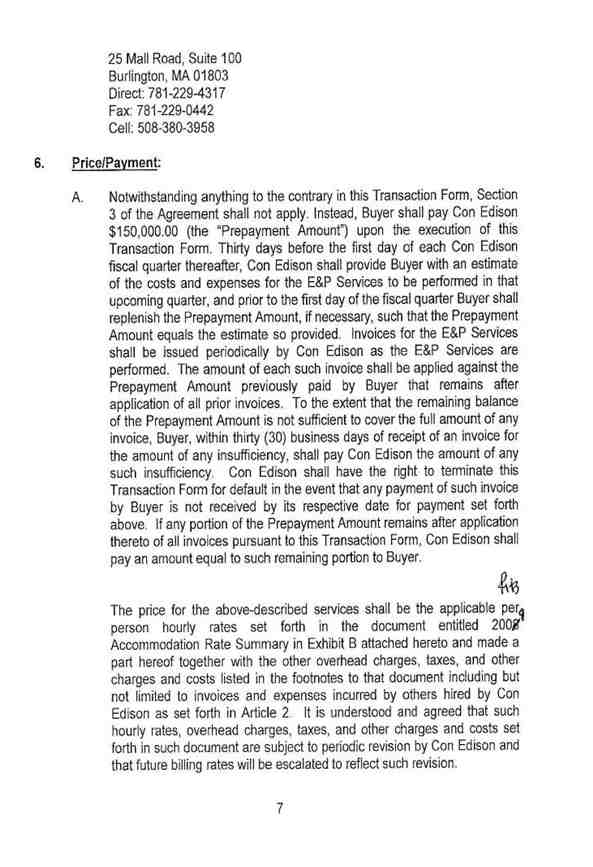 25 Mall Road, Suite 100
Burlington, MA 01803
Direct: 781-229-4317
Fax: 781-229-0442
Cell: 508-380-3958
6. Price/Payment:
A. Notwithstanding anything to the contrary in this Transaction Form, Section
3 of the Agreement shall not apply. Instead, Buyer shall pay Con Edison
$150,000.00 (the “Prepayment Amount”) upon the execution of this
Transaction Form. Thirty days before the first day of each Con Edison
fiscal quarter thereafter, Con Edison shall provide Buyer with an estimate
of the costs and expenses for the E&P Services to be performed in that
upcoming quarter, and prior to the first day of the fiscal quarter Buyer shall
replenish the Prepayment Amount, if necessary, such that the Prepayment
Amount equals the estimate so provided. Invoices for the E&P Services
shall be issued periodically by Con Edison as the E&P Services are
performed. The amount of each such invoice shall be applied against the
Prepayment Amount previously paid by Buyer that remains after
application of all prior invoices. To the extent that the remaining balance
of the Prepayment Amount is not sufficient to cover the full amount of any
invoice, Buyer, within thirty (30) business days of receipt of an invoice for
the amount of any insufficiency, shall pay Con Edison the amount of any
such insufficiency. Con Edison shall have the right to terminate this
Transaction Form for default in the event that any payment of such invoice
by Buyer is not received by its respective date for payment set forth
above. If any portion of the Prepayment Amount remains after application
thereto of all invoices pursuant to this Transaction Form, Con Edison shall
pay an amount equal to such remaining portion to Buyer.
The price for the above-described services shall be the applicable per
person hourly rates set forth in the document entitled 2008 9
Accommodation Rate Summary in Exhibit B attached hereto and made a
part hereof together with the other overhead charges, taxes, and other
charges and costs listed in the footnotes to that document including but
not limited to invoices and expenses incurred by others hired by Con
Edison as set forth in Article 2. It is understood and agreed that such
hourly rates, overhead charges, taxes, and other charges and costs set
forth in such document are subject to periodic revision by Con Edison and
that future billing rates will be escalated to reflect such revision.
7